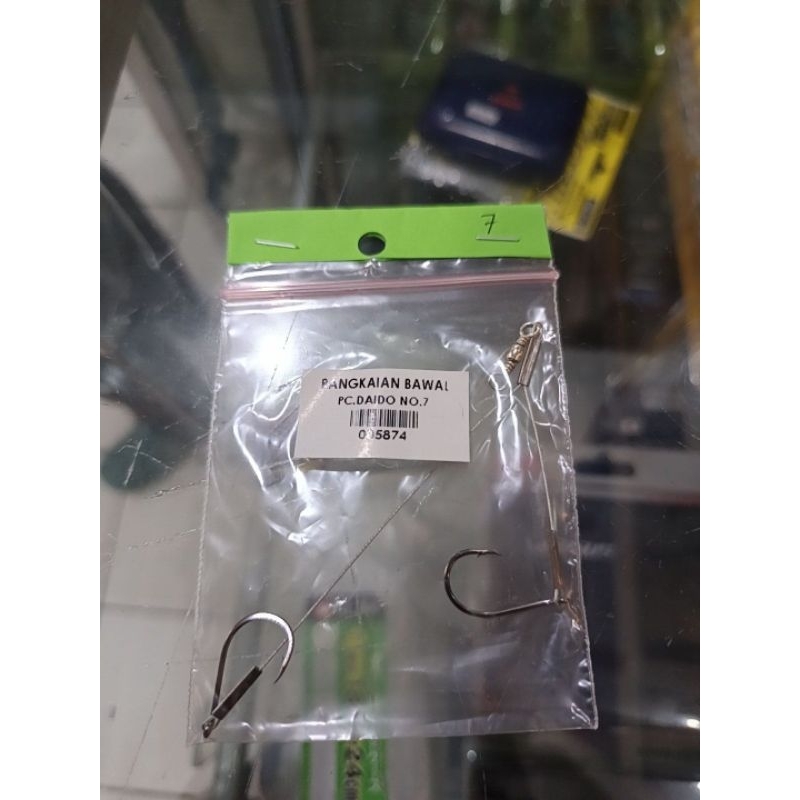 7
RANGKAIAN BAWAL
PC.DAIDO NO.7
005874